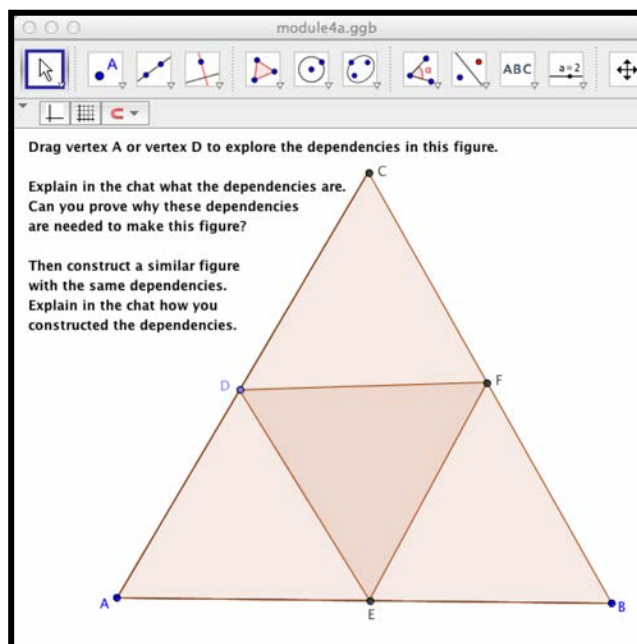 module4a.ggb
A
α
ABC
a=2
Drag vertex A or vertex D to explore the dependencies in this figure.
Explain in the chat what the dependencies are.
Can you prove why these dependencies
are needed to make this figure?
Then construct a similar figure
with the same dependencies.
Explain in the chat how you
constructed the dependencies.
C
D
F
A
E
B